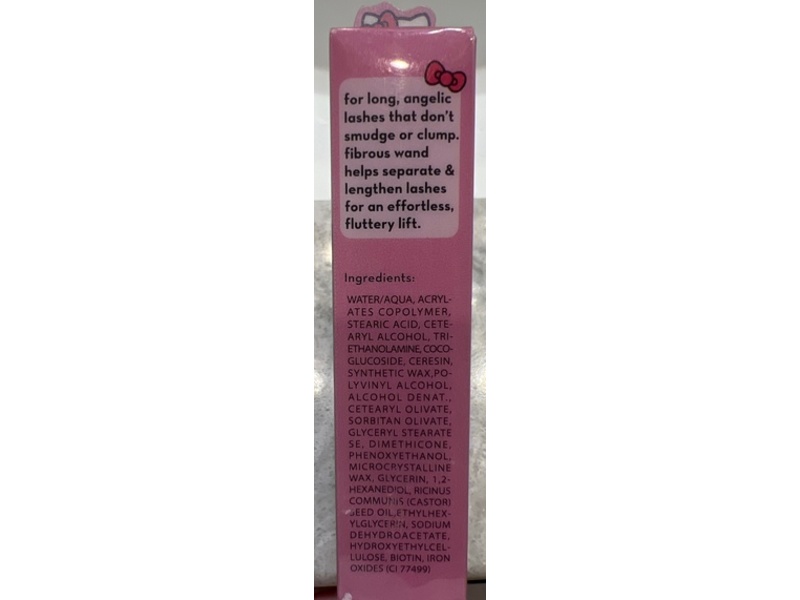 for long, angelic
lashes that don't
smudge or clump.
fibrous wand
helps separate &
lengthen lashes
for an effortless,
fluttery lift.
Ingredients:
WATER/AQUA, ACRYL-
ATES COPOLYMER,
STEARIC ACID, CETE-
ARYL ALCOHOL, TRI-
ETHANOLAMINE, COCO-
GLUCOSIDE, CERESIN,
SYNTHETIC WAX,PO-
LYVINYL ALCOHOL,
ALCOHOL DENAT.,
CETEARYL OLIVATE,
SORBITAN OLIVATE,
GLYCERYL STEARATE
SE, DIMETHICONE,
PHENOXYETHANOL,
MICROCRYSTALLINE
WAX, GLYCERIN, 1,2-
HEXANEDIOL, RICINUS
COMMUNIS (CASTOR)
SEED OIL,ETHYLHEX-
YLGLYCERIN, SODIUM
DEHYDROACETATE,
HYDROXYETHYLCEL-
LULOSE, BIOTIN, IRON
OXIDES (CI 77499)